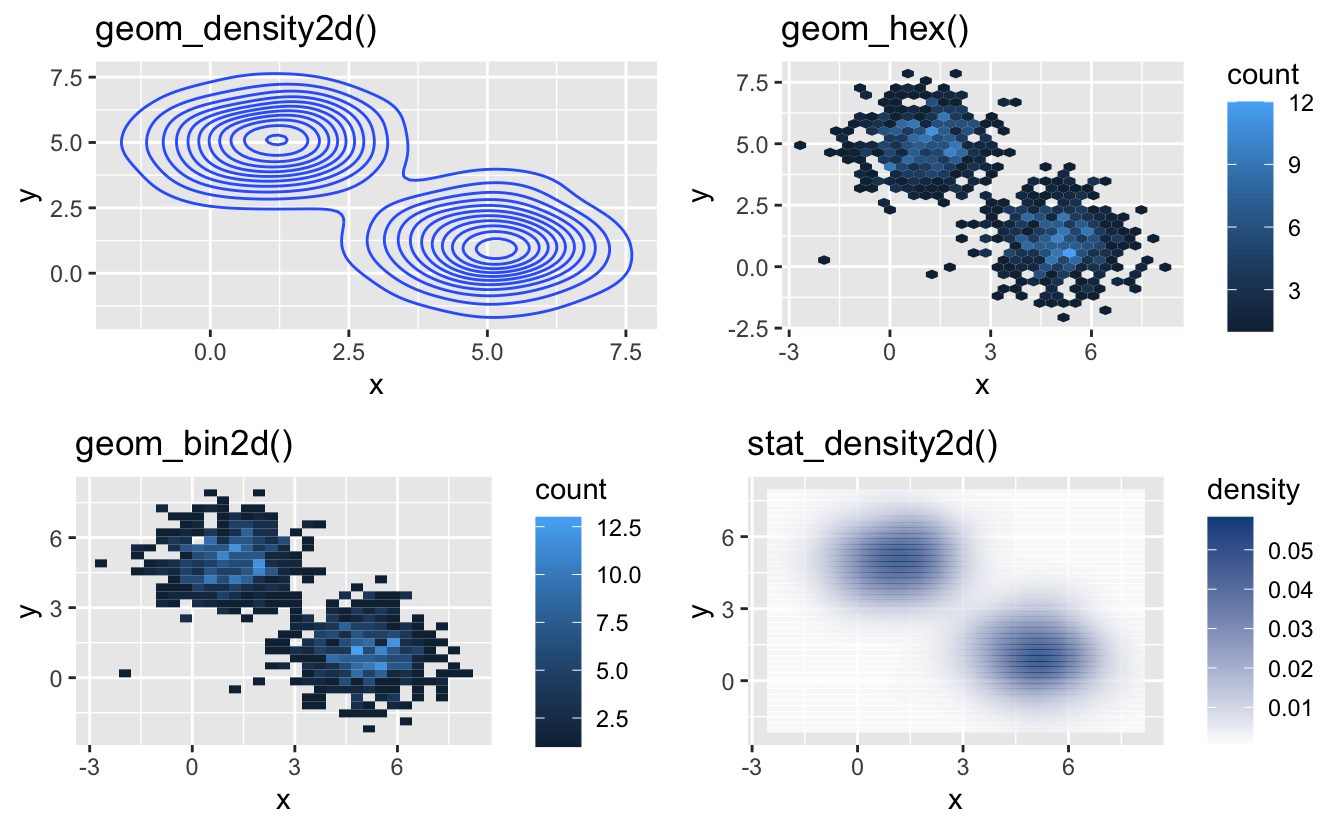 geom_density2d()
7.5
5.0
2.5
0.0
y
0.0 2.5 5.0 7.5
x
geom_hex()
7.5
5.0
2.5
0.0
-2.5
y
-3 0 3 6
x
count
12
9
6
3
geom_bin2d()
6
3
0
y
-3 0 3 6
x
count
12.5
10.0
7.5
5.0
2.5
stat_density2d()
6
3
0
y
-3 0 3 6
x
density
0.05
0.04
0.03
0.02
0.01